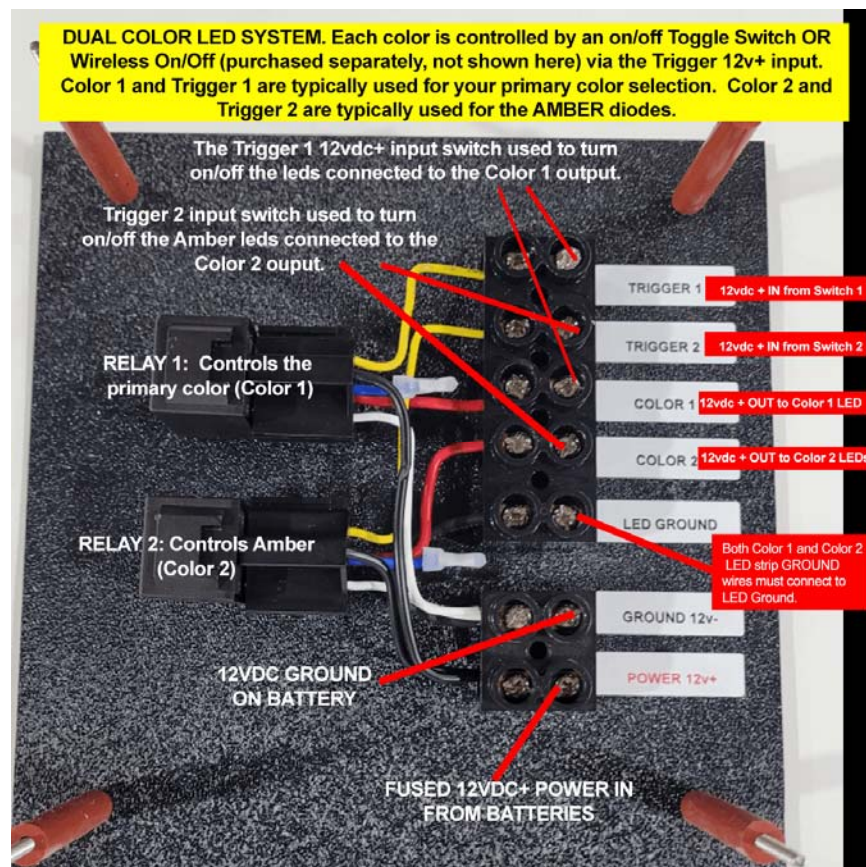 DUAL COLOR LED SYSTEM. Each color is controlled by an on/off Toggle Switch OR
Wireless On/Off (purchased separately, not shown here) via the Trigger 12v+ input.
Color 1 and Trigger 1 are typically used for your primary color selection. Color 2 and
Trigger 2 are typically used for the AMBER diodes.
The Trigger 1 12vdc+ input switch used to turn
on/off the leds connected to the Color 1 output.
Trigger 2 input switch used to turn
on/off the Amber leds connected to the
Color 2 ouput.
TRIGGER 1
12vdc + IN from Switch 1
TRIGGER 2
12vdc + IN from Switch 2
RELAY 1: Controls the
primary color (Color 1)
COLOR 1
12vdc + OUT to Color 1 LED
COLOR 2
12vdc + OUT to Color 2 LEDs
LED GROUND
RELAY 2: Controls Amber
(Color 2)
Both Color 1 and Color 2
LED strip GROUND
wires must connect to
LED Ground.
GROUND 12v-
12VDC GROUND
ON BATTERY
POWER 12v+
FUSED 12VDC+ POWER IN
FROM BATTERIES